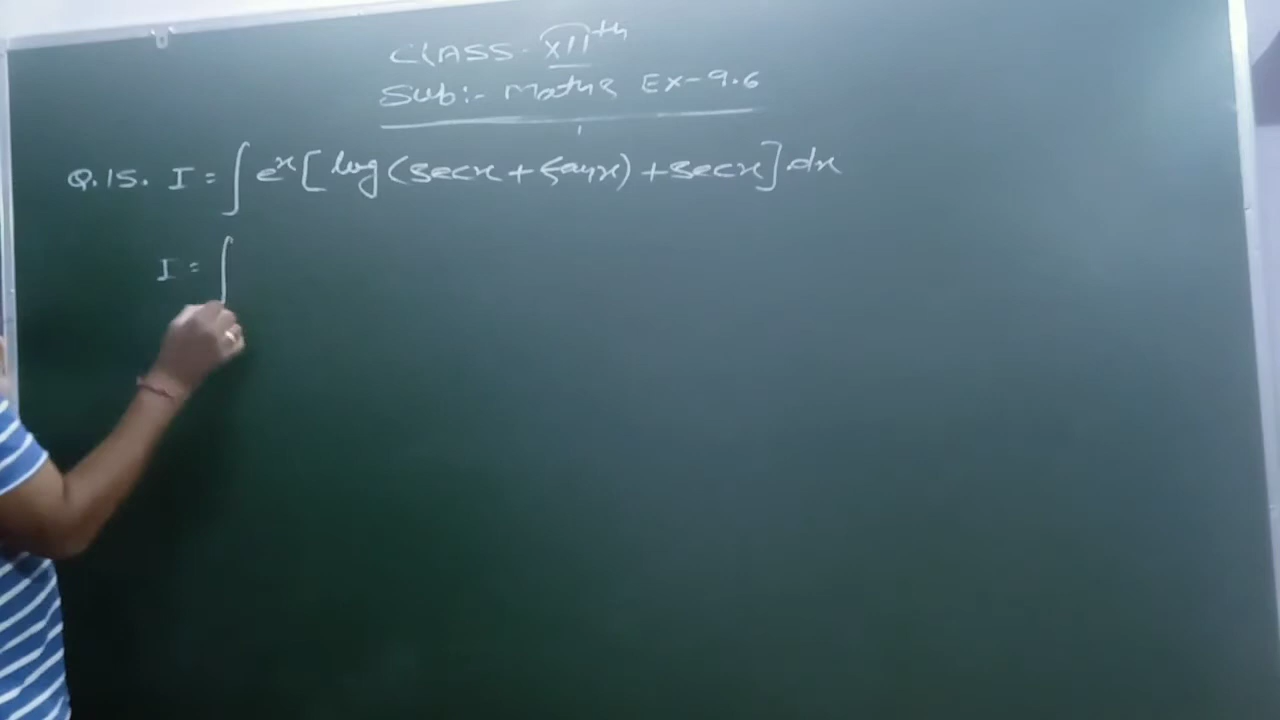 CLASS - XIIth
Sub:- Maths Ex-9.6
Q.15. I = ∫ e^x [log (secx + tanx) + secx] dx
I = ∫